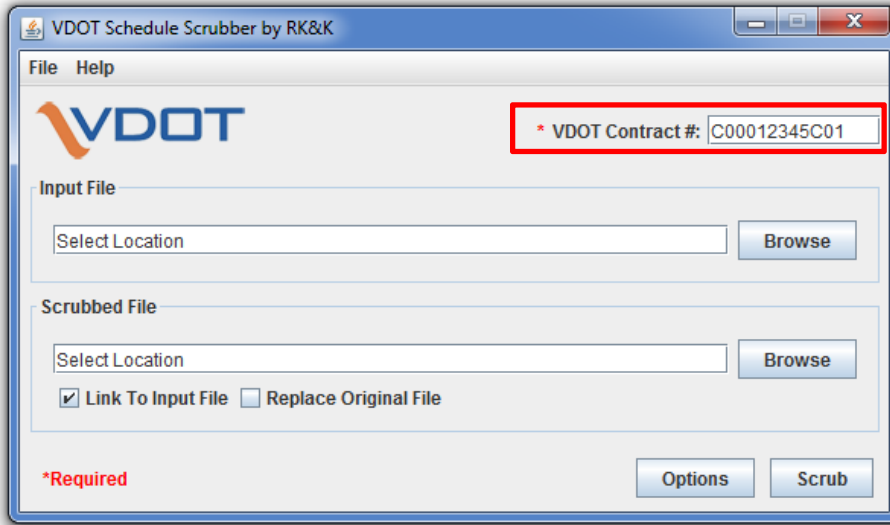 VDOT Schedule Scrubber by RK&K
File Help
VDOT
* VDOT Contract #: C00012345C01
Input File
Select Location Browse
Scrubbed File
Select Location Browse
Link To Input File Replace Original File
*Required Options Scrub